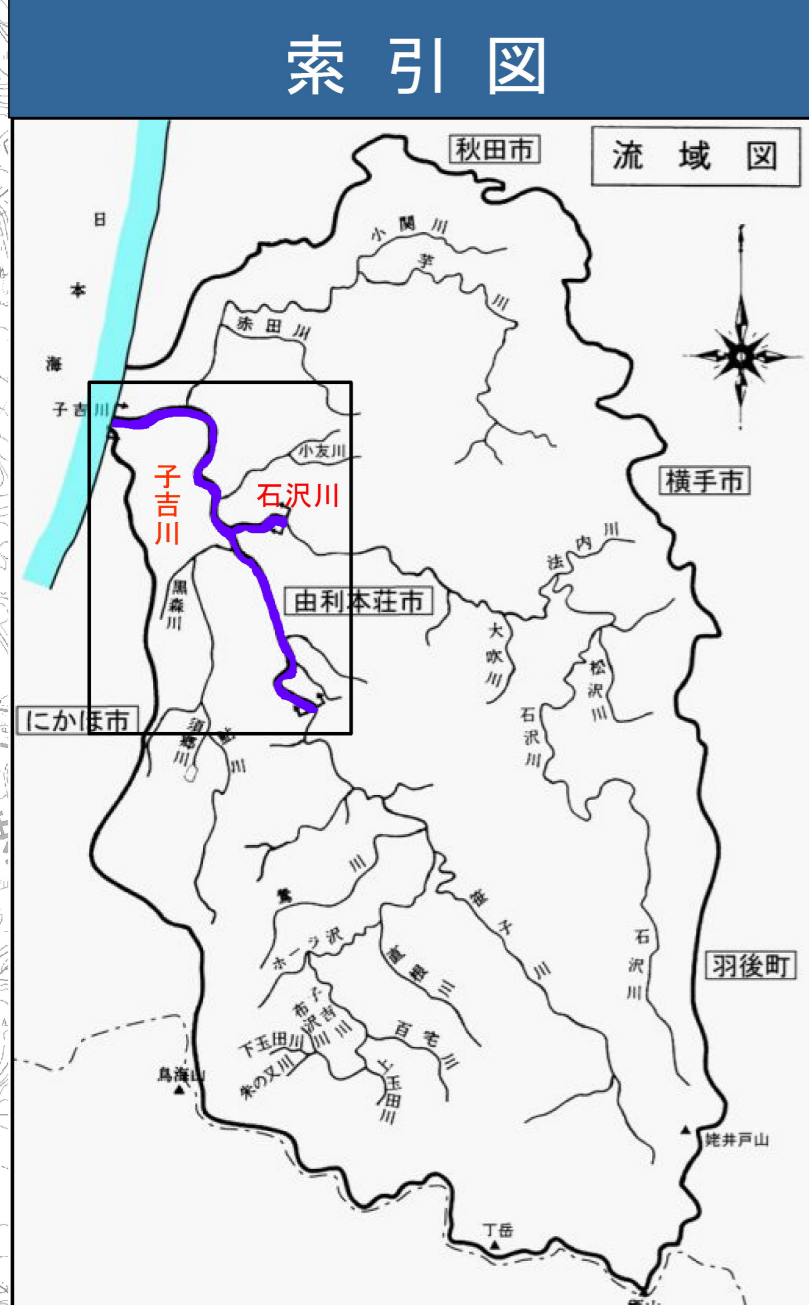 索引図
秋田市
流域図
日本海
小関川
芋川
赤田川
子吉川
小友川
横手市
子吉川
石沢川
法内川
黒森川
由利本荘市
大吹川
松沢川
石沢川
にかほ市
須郷川
鮎川
川
笹子川
石沢川
羽後町
ホージ沢
直根川
布沢川
子吉川
百宅川
下玉田川
朱の又川
上玉田川
鳥海山
姥井戸山
丁岳